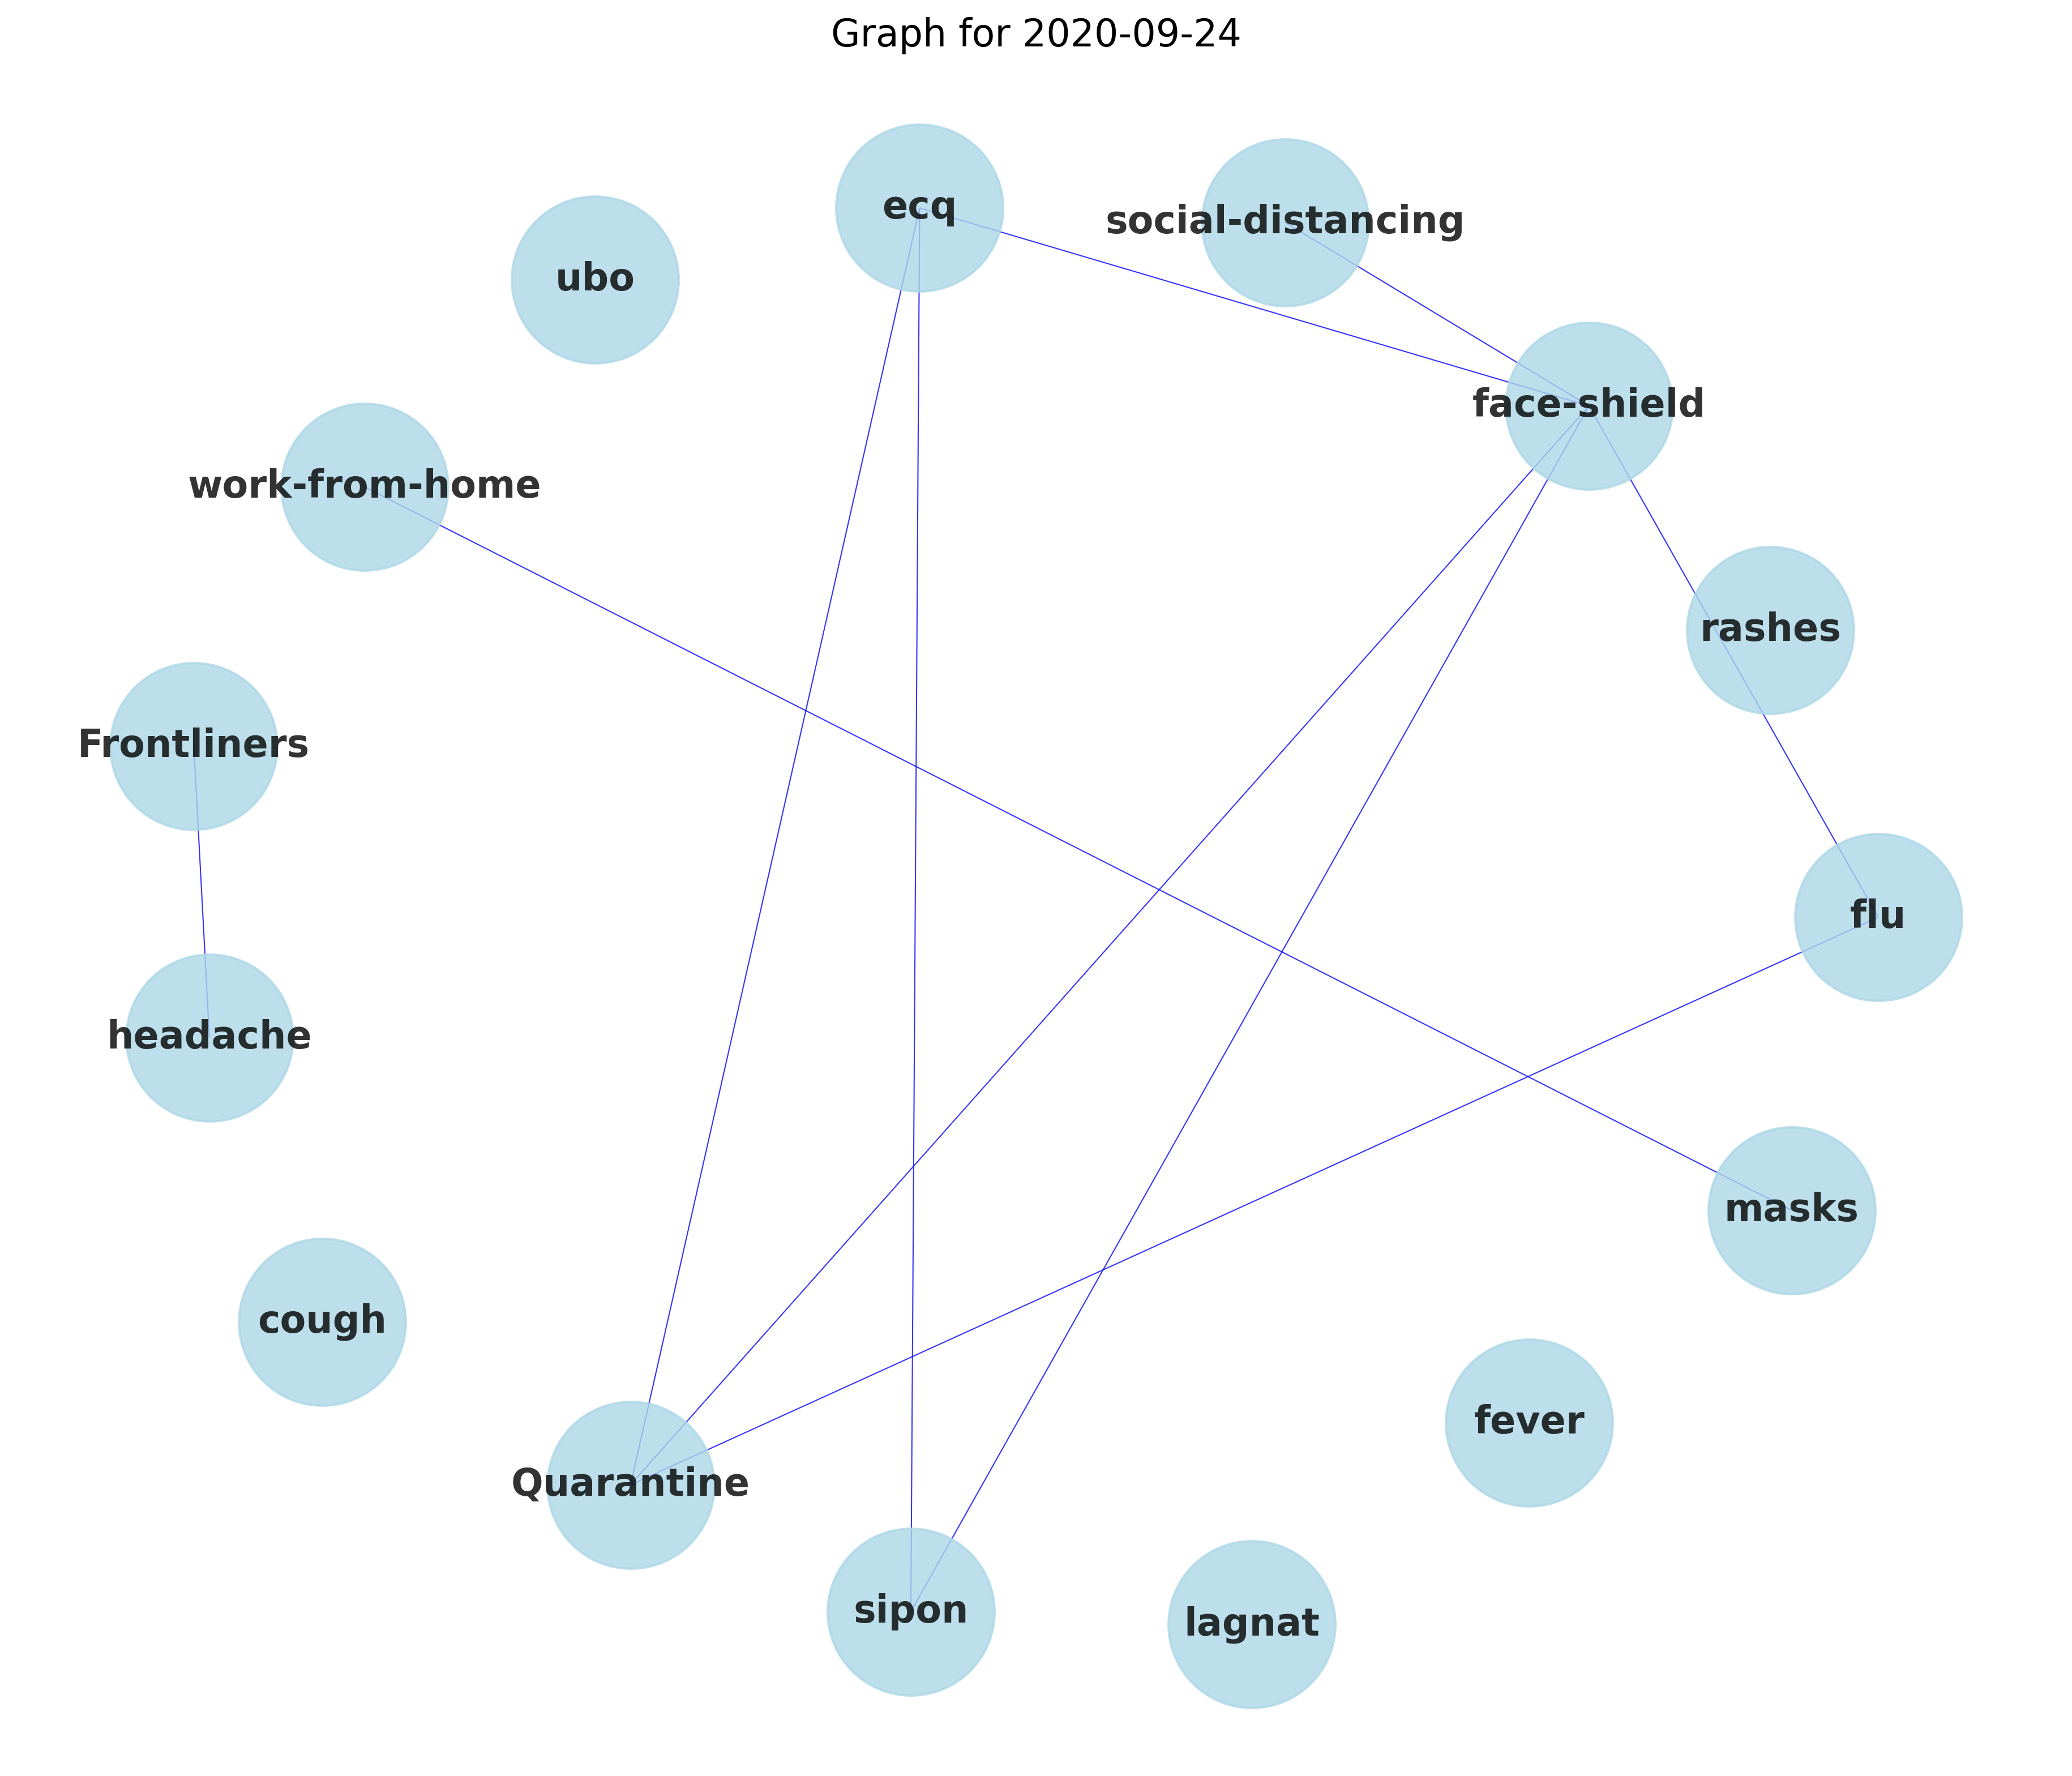 Graph for 2020-09-24
ecq
social-distancing
ubo
face-shield
work-from-home
rashes
Frontliners
flu
headache
masks
cough
fever
Quarantine
sipon
lagnat